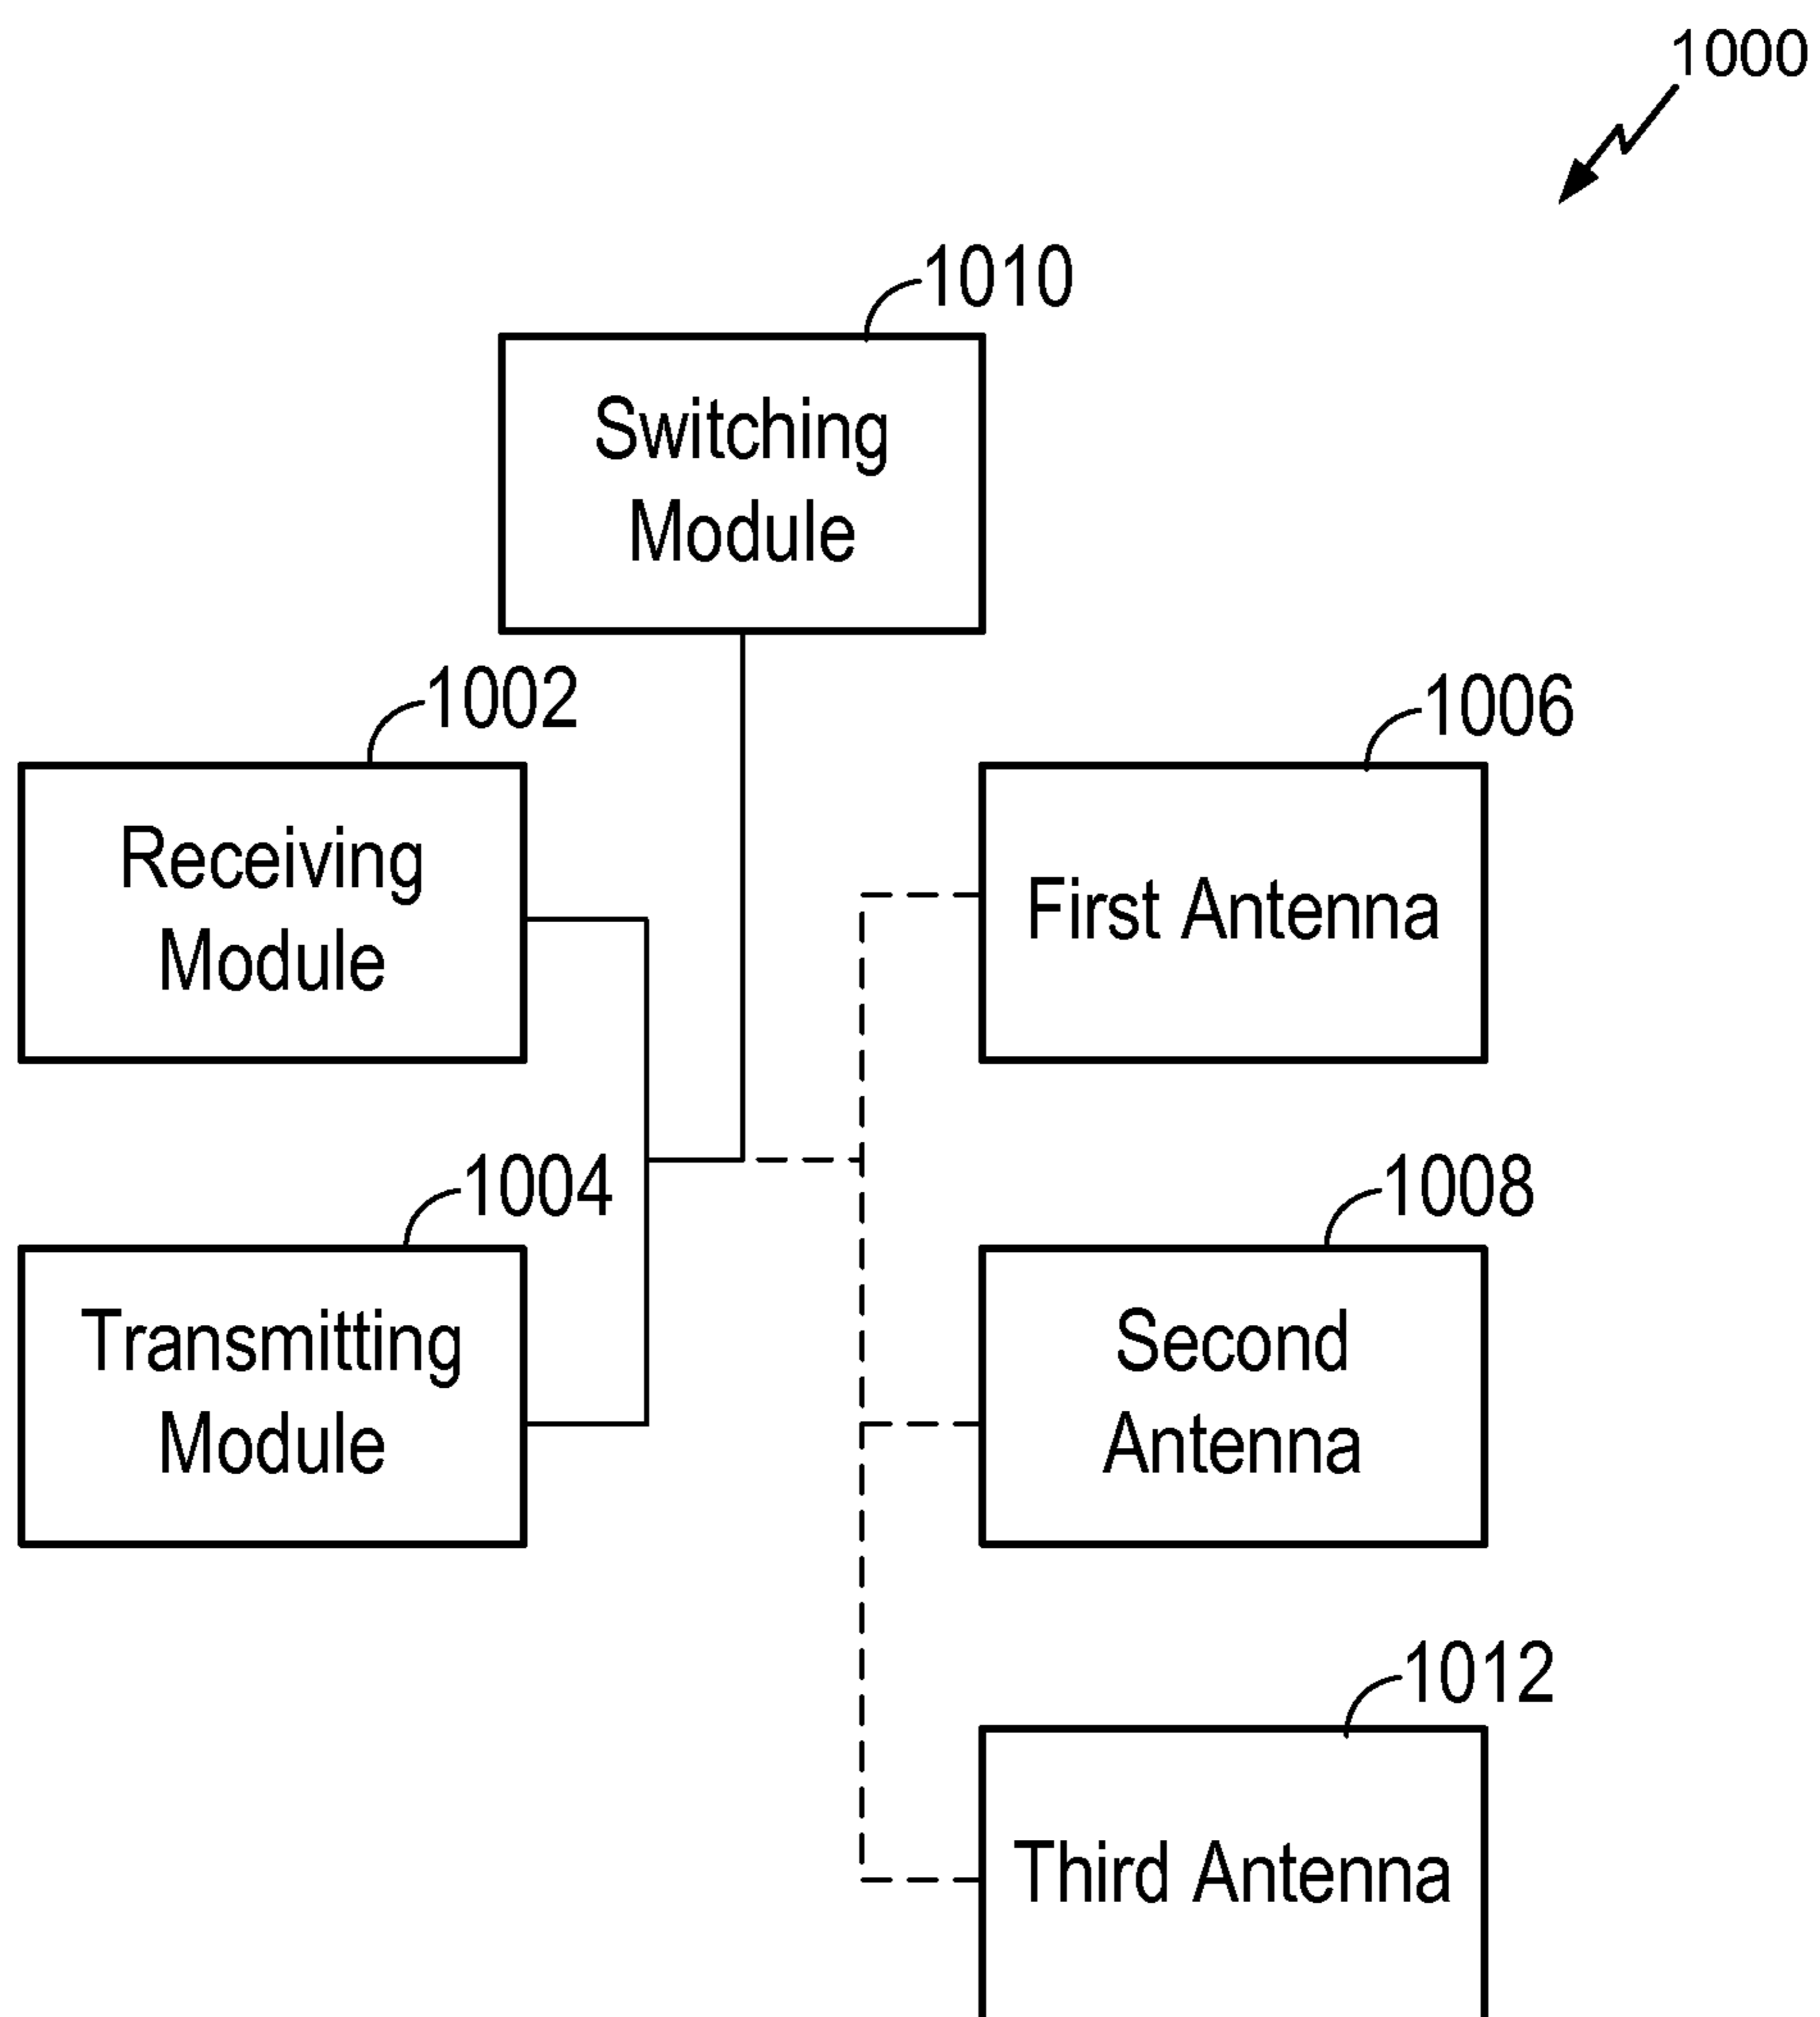 1000
1010
Switching
Module
1002
Receiving
Module
1006
First Antenna
1004
Transmitting
Module
1008
Second
Antenna
1012
Third Antenna